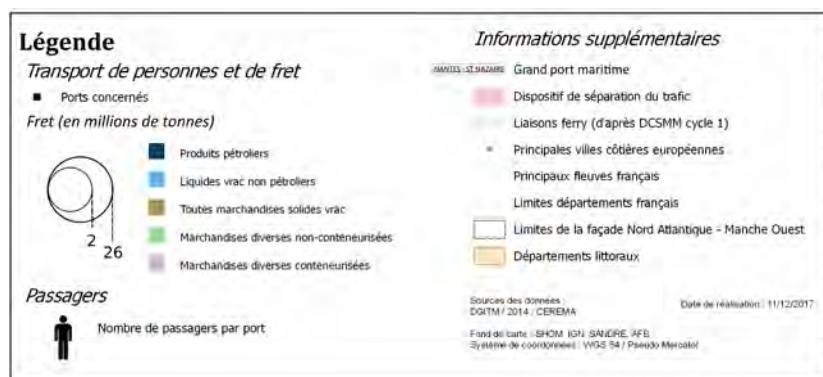 Légende
Transport de personnes et de fret
Ports concernés
Fret (en millions de tonnes)
Produits pétroliers
Liquides vrac non pétroliers
Toutes marchandises solides vrac
Marchandises diverses non-conteneurisées
Marchandises diverses conteneurisées
2
26
Passagers
Nombre de passagers par port
Informations supplémentaires
NANTES - ST NAZAIRE Grand port maritime
Dispositif de séparation du trafic
Liaisons ferry (d'après DCSMM cycle 1)
Principales villes côtières européennes
Principaux fleuves français
Limites départements français
Limites de la façade Nord Atlantique - Manche Ouest
Départements littoraux
Sources des données :
DGITM / 2014 / CEREMA
Date de réalisation : 11/12/2017
Fond de carte : SHOM, IGN, SANDRE, AFB
Système de coordonnées : WGS 84 / Pseudo Mercator